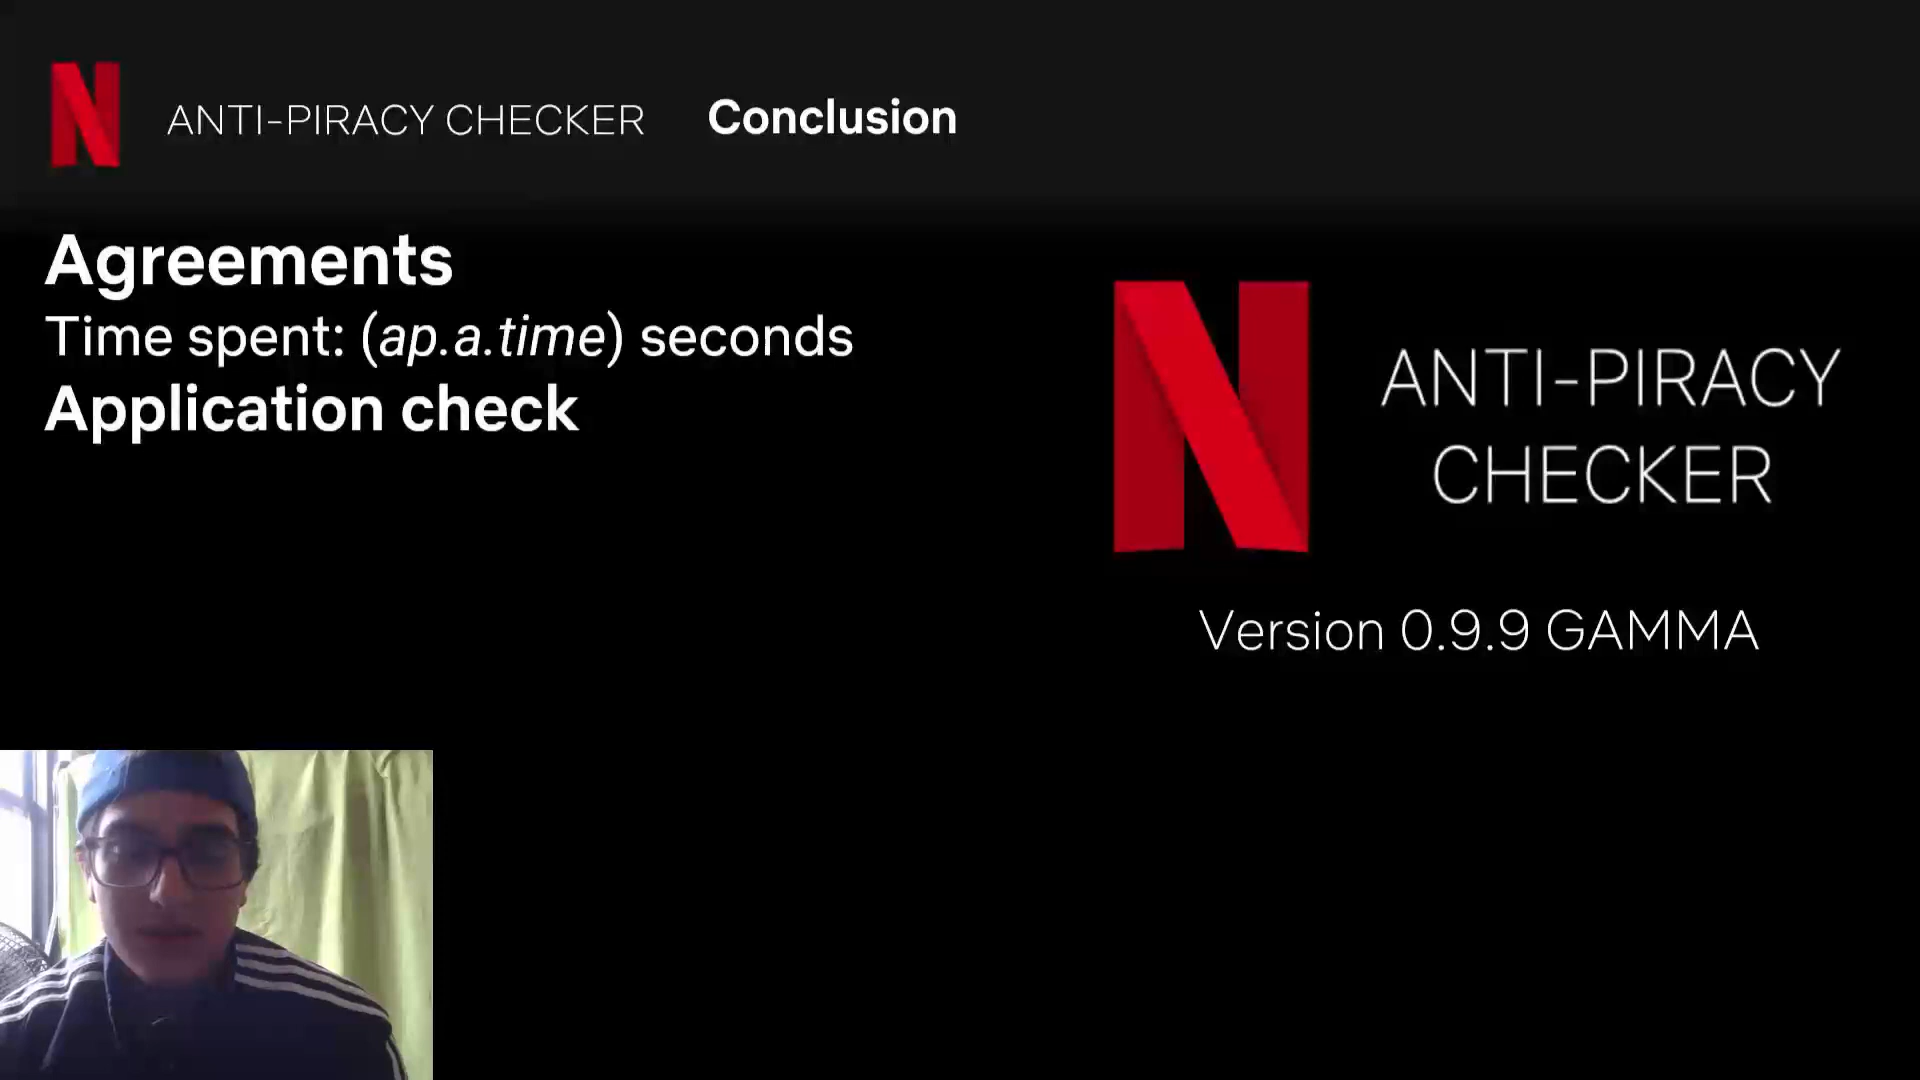 ANTI-PIRACY CHECKER Conclusion
Agreements
Time spent: (ap.a.time) seconds
Application check
N
ANTI-PIRACY
CHECKER
Version 0.9.9 GAMMA